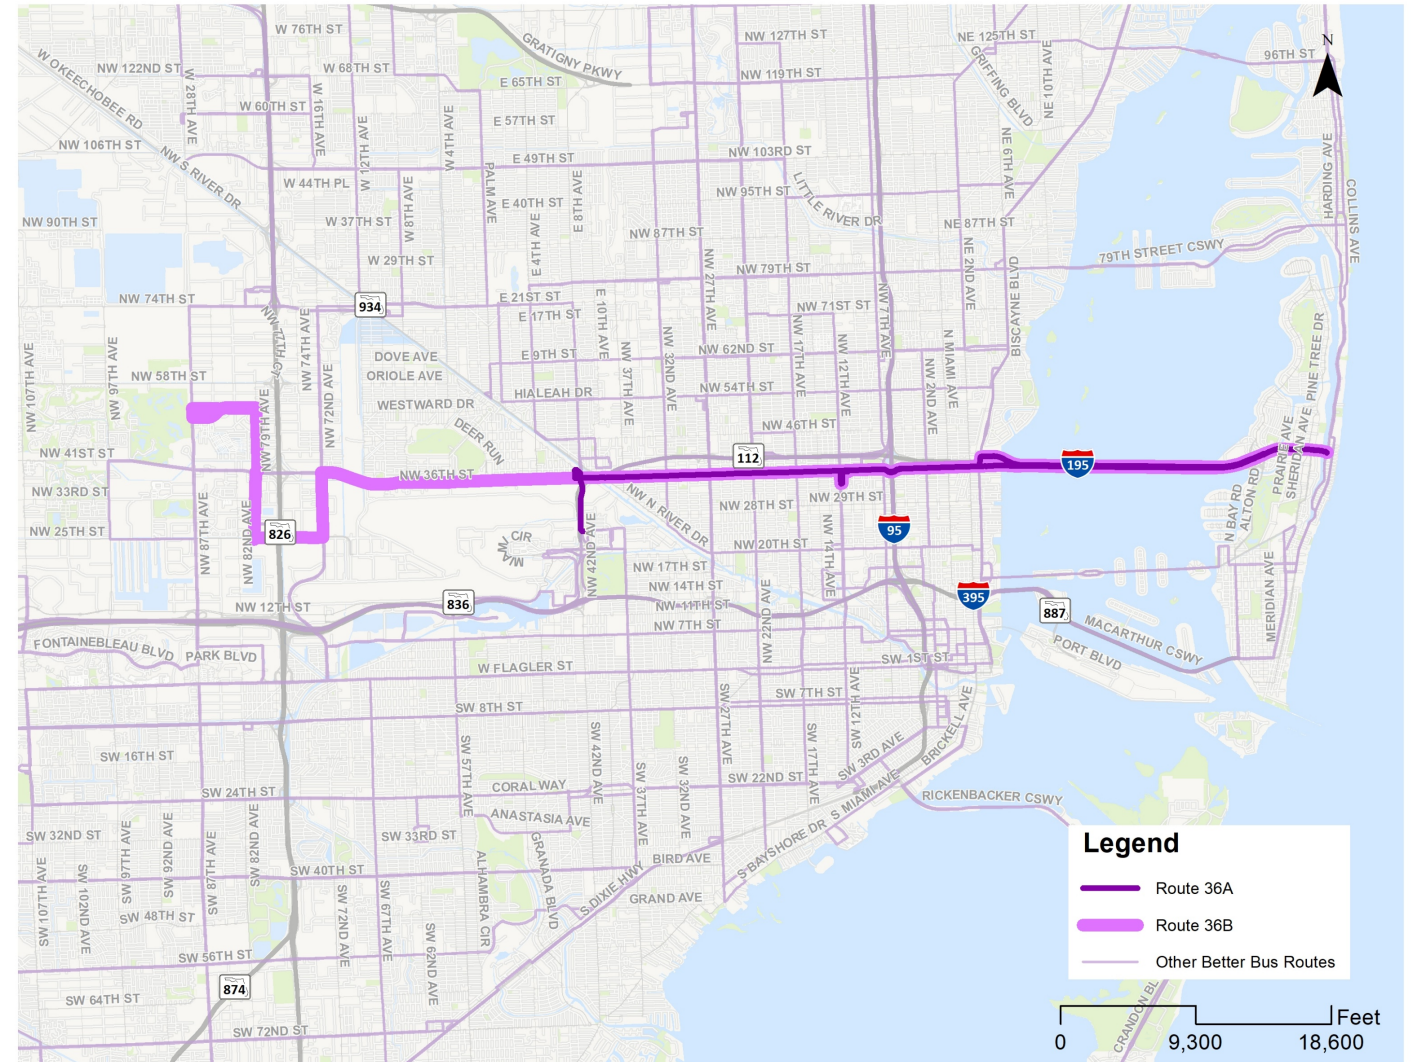 W 76TH ST
NW 127TH ST
NE 125TH ST
GRATIGNY PKWY
W OKEECHOBEE RD
NW 122ND ST
W 68TH ST
E 65TH ST
NW 119TH ST
GRIFFING BLVD
NE 10TH AVE
96TH ST
N
W 28TH AVE
W 60TH ST
W 16TH AVE
E 57TH ST
W 12TH AVE
W 4TH AVE
NE 6TH AVE
NW 106TH ST
NW S RIVER DR
W 44TH PL
E 49TH ST
NW 103RD ST
W 8TH AVE
PALM AVE
E 8TH AVE
NW 95TH ST
LITTLE RIVER DR
HARDING AVE
COLLINS AVE
NW 90TH ST
W 37TH ST
E 40TH ST
E 4TH AVE
NW 87TH ST
NE 87TH ST
W 29TH ST
NW 27TH AVE
NW 79TH ST
NE 2ND AVE
79TH STREET CSWY
BISCAYNE BLVD
NW 74TH ST
934
E 21ST ST
E 17TH ST
E 10TH AVE
NW 71ST ST
NW 7TH AVE
NW 77TH CT
NW 74TH AVE
NW 107TH AVE
NW 97TH AVE
DOVE AVE
ORIOLE AVE
E 9TH ST
NW 37TH AVE
NW 32ND AVE
NW 62ND ST
NW 17TH AVE
NW 12TH AVE
NW 2ND AVE
N MIAMI AVE
PINE TREE DR
NW 58TH ST
NW 79TH AVE
NW 72ND AVE
WESTWARD DR
HIALEAH DR
NW 54TH ST
DEER RUN
NW 46TH ST
NW 41ST ST
NW 36TH ST
112
195
PRAIRIE AVE
SHERIDAN AVE
ALTON RD
N BAY RD
NW 33RD ST
NW 87TH AVE
NW 82ND AVE
NW N RIVER DR
NW 28TH ST
NW 29TH ST
NW 14TH AVE
95
NW 25TH ST
826
CIR
NW 42ND AVE
NW 20TH ST
NW 17TH ST
NW 14TH ST
NW 22ND AVE
395
MERIDIAN AVE
NW 12TH ST
836
NW 11TH ST
NW 7TH ST
887
MACARTHUR CSWY
PORT BLVD
FONTAINEBLEAU BLVD
PARK BLVD
W FLAGLER ST
SW 1ST ST
SW 8TH ST
SW 7TH ST
SW 27TH AVE
SW 12TH AVE
BRICKELL AVE
SW 16TH ST
SW 57TH AVE
SW 42ND AVE
SW 37TH AVE
SW 32ND AVE
SW 17TH AVE
SW 3RD AVE
SW 24TH ST
CORAL WAY
SW 22ND ST
S MIAMI AVE
RICKENBACKER CSWY
SW 32ND ST
SW 97TH AVE
SW 92ND AVE
SW 87TH AVE
SW 82ND AVE
SW 33RD ST
ANASTASIA AVE
S BAYSHORE DR
SW 107TH AVE
SW 102ND AVE
SW 40TH ST
ALHAMBRA CIR
GRANADA BLVD
BIRD AVE
S DIXIE HWY
GRAND AVE
SW 48TH ST
SW 72ND AVE
SW 67TH AVE
SW 62ND AVE
SW 56TH ST
874
SW 64TH ST
SW 72ND ST
CRANDON BL
Legend
Route 36A
Route 36B
Other Better Bus Routes
Feet
0 9,300 18,600